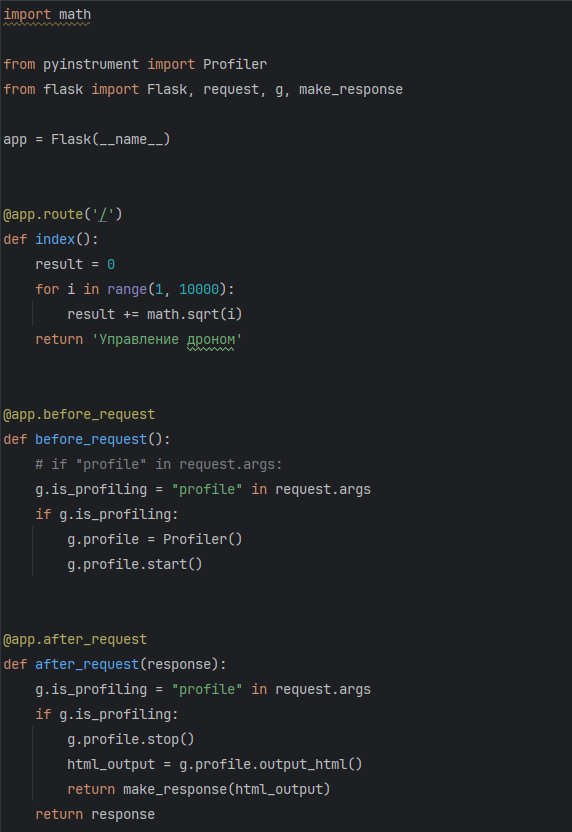 import math
from pyinstrument import Profiler
from flask import Flask, request, g, make_response
app = Flask(__name__)
@app.route('/')
def index():
    result = 0
    for i in range(1, 10000):
        result += math.sqrt(i)
    return 'Управление дроном'
@app.before_request
def before_request():
    # if "profile" in request.args:
    g.is_profiling = "profile" in request.args
    if g.is_profiling:
        g.profile = Profiler()
        g.profile.start()
@app.after_request
def after_request(response):
    g.is_profiling = "profile" in request.args
    if g.is_profiling:
        g.profile.stop()
        html_output = g.profile.output_html()
        return make_response(html_output)
    return response